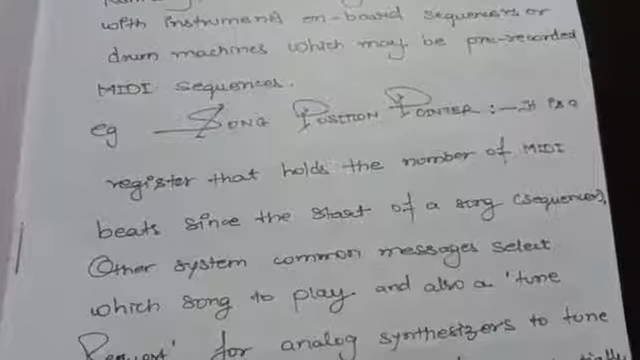 with instrument on-board sequencers or
drum machines which may be pre-recorded
MIDI sequences.
eg SONG POSITION POINTER :- It is a
register that holds the number of MIDI
beats since the start of a song (sequences),
Other system common messages select
which song to play and also a 'tune
Request' for analog synthesizers to tune